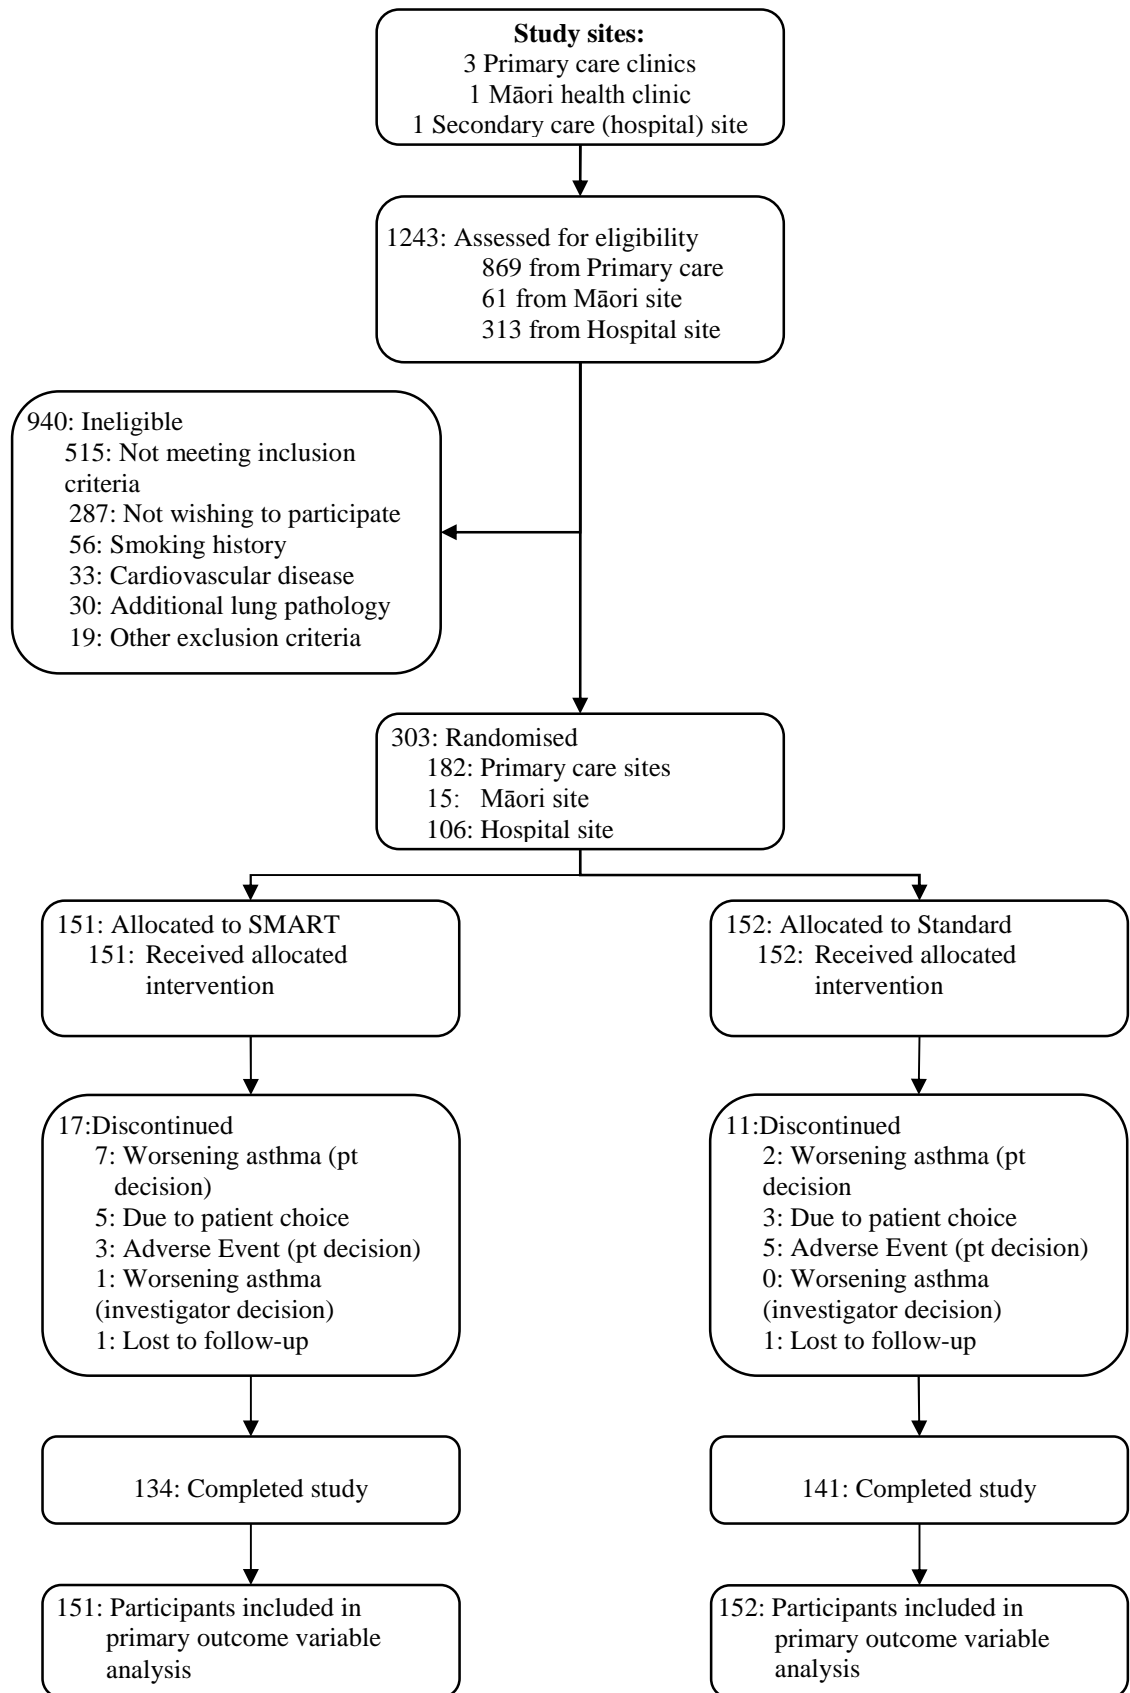 Study sites:
3 Primary care clinics
1 Māori health clinic
1 Secondary care (hospital) site
1243: Assessed for eligibility
869 from Primary care
61 from Māori site
313 from Hospital site
940: Ineligible
515: Not meeting inclusion
criteria
287: Not wishing to participate
56: Smoking history
33: Cardiovascular disease
30: Additional lung pathology
19: Other exclusion criteria
303: Randomised
182: Primary care sites
15: Māori site
106: Hospital site
151: Allocated to SMART
151: Received allocated
intervention
152: Allocated to Standard
152: Received allocated
intervention
17:Discontinued
7: Worsening asthma (pt
decision)
5: Due to patient choice
3: Adverse Event (pt decision)
1: Worsening asthma
(investigator decision)
1: Lost to follow-up
11:Discontinued
2: Worsening asthma (pt
decision
3: Due to patient choice
5: Adverse Event (pt decision)
0: Worsening asthma
(investigator decision)
1: Lost to follow-up
134: Completed study
141: Completed study
151: Participants included in
primary outcome variable
analysis
152: Participants included in
primary outcome variable
analysis